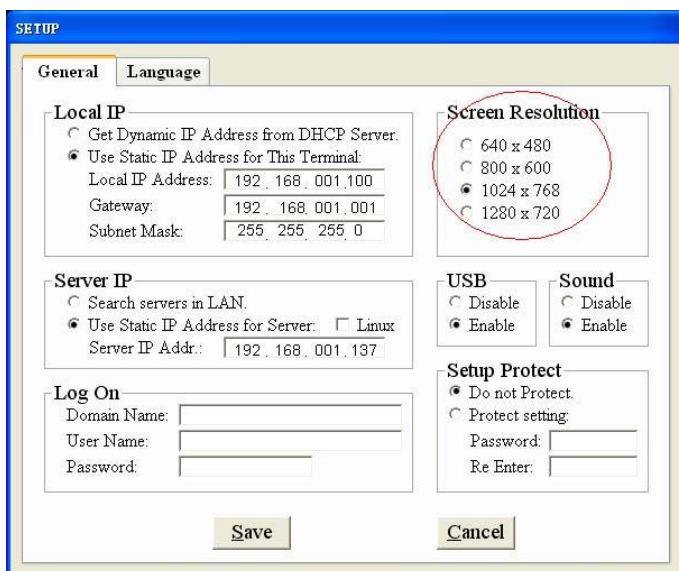 SETUP
General Language
Local IP
Get Dynamic IP Address from DHCP Server.
Use Static IP Address for This Terminal:
Local IP Address: 192 . 168 . 001 . 100
Gateway: 192 . 168 . 001 . 001
Subnet Mask: 255 . 255 . 255 . 0
Screen Resolution
640 x 480
800 x 600
1024 x 768
1280 x 720
Server IP
Search servers in LAN.
Use Static IP Address for Server: Linux
Server IP Addr.: 192 . 168 . 001 . 137
USB
Disable
Enable
Sound
Disable
Enable
Log On
Domain Name:
User Name:
Password:
Setup Protect
Do not Protect.
Protect setting:
Password:
Re Enter:
Save Cancel